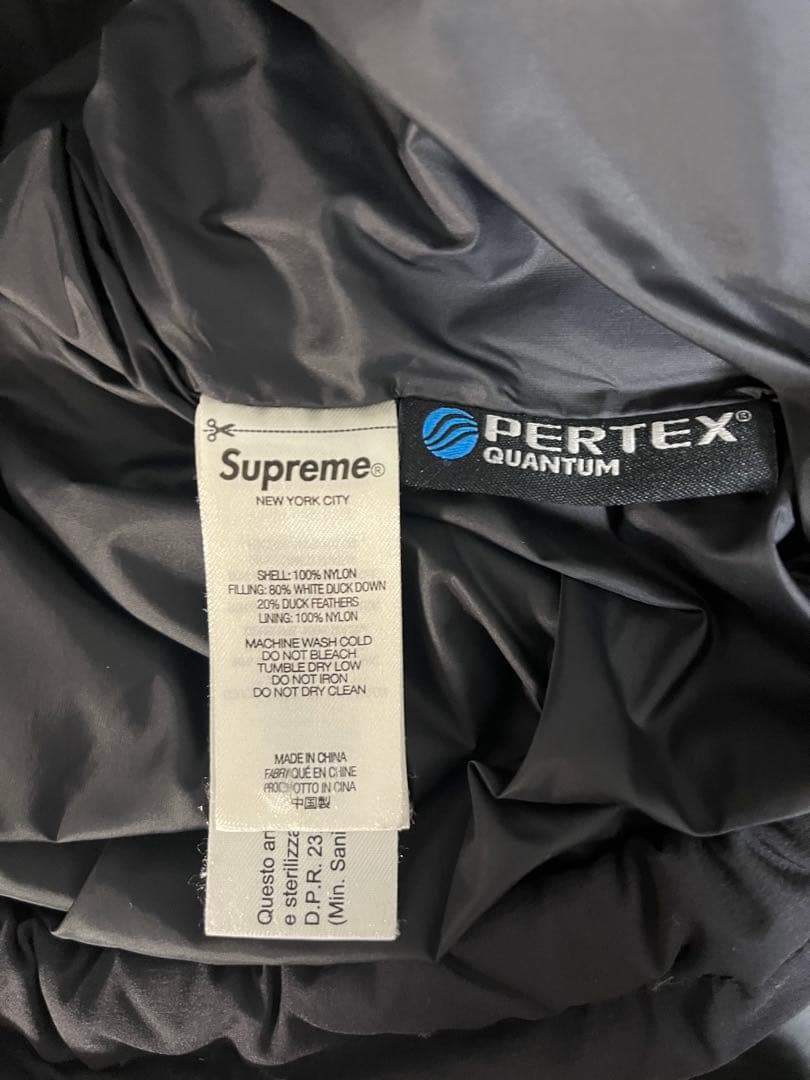 Supreme®
NEW YORK CITY
SHELL: 100% NYLON
FILLING: 80% WHITE DUCK DOWN
20% DUCK FEATHERS
LINING: 100% NYLON
MACHINE WASH COLD
DO NOT BLEACH
TUMBLE DRY LOW
DO NOT IRON
DO NOT DRY CLEAN
MADE IN CHINA
FABRIQUÉ EN CHINE
PRODOTTO IN CINA
中国製
Questo ar
e sterilizza
D.P.R. 23
(Min. Sani
PERTEX®
QUANTUM